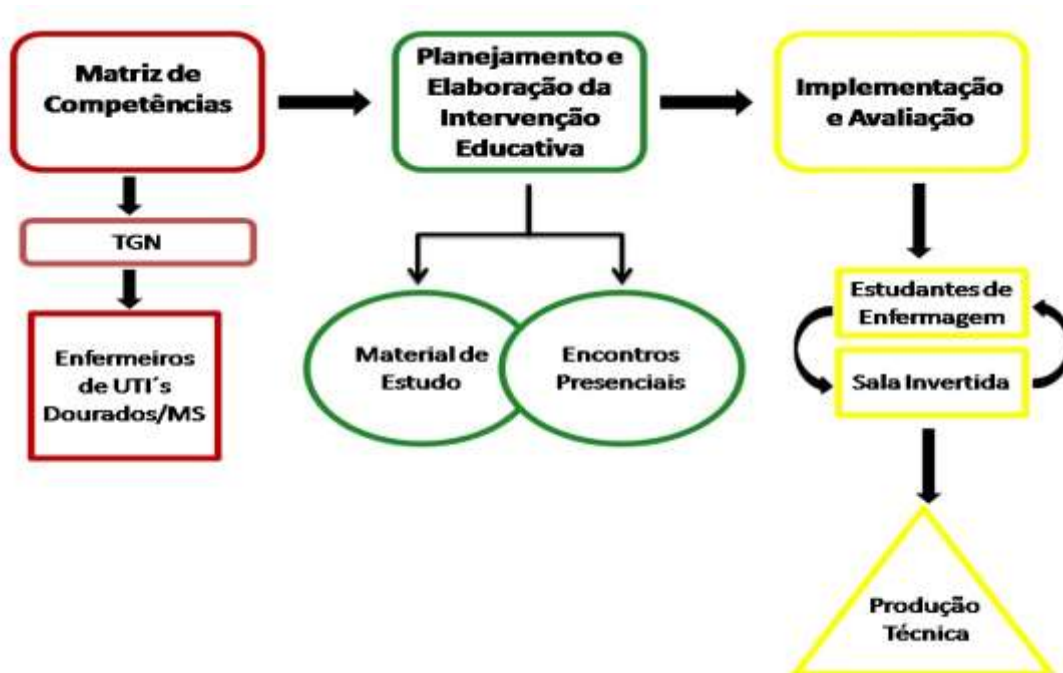 Matriz de
Competências
Planejamento e
Elaboração da
Intervenção
Educativa
Implementação
e Avaliação
TGN
Enfermeiros
de UTI´s
Dourados/MS
Material de
Estudo
Encontros
Presenciais
Estudantes de
Enfermagem
Sala Invertida
Produção
Técnica